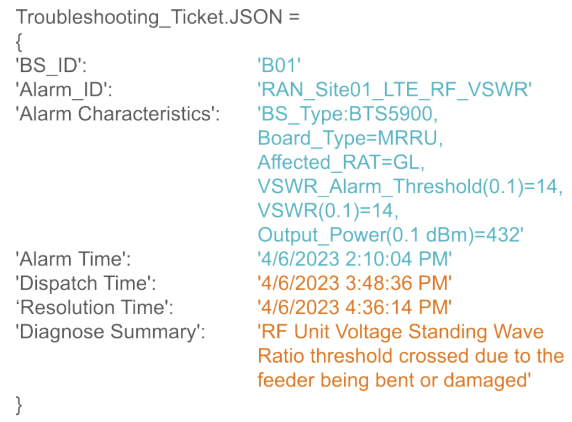 Troubleshooting_Ticket.JSON =
{
'BS_ID': 'B01'
'Alarm_ID': 'RAN_Site01_LTE_RF_VSWR'
'Alarm Characteristics': 'BS_Type:BTS5900,
Board_Type=MRRU,
Affected_RAT=GL,
VSWR_Alarm_Threshold(0.1)=14,
VSWR(0.1)=14,
Output_Power(0.1 dBm)=432'
'Alarm Time': '4/6/2023 2:10:04 PM'
'Dispatch Time': '4/6/2023 3:48:36 PM'
‘Resolution Time': '4/6/2023 4:36:14 PM'
'Diagnose Summary': 'RF Unit Voltage Standing Wave
Ratio threshold crossed due to the
feeder being bent or damaged'
}